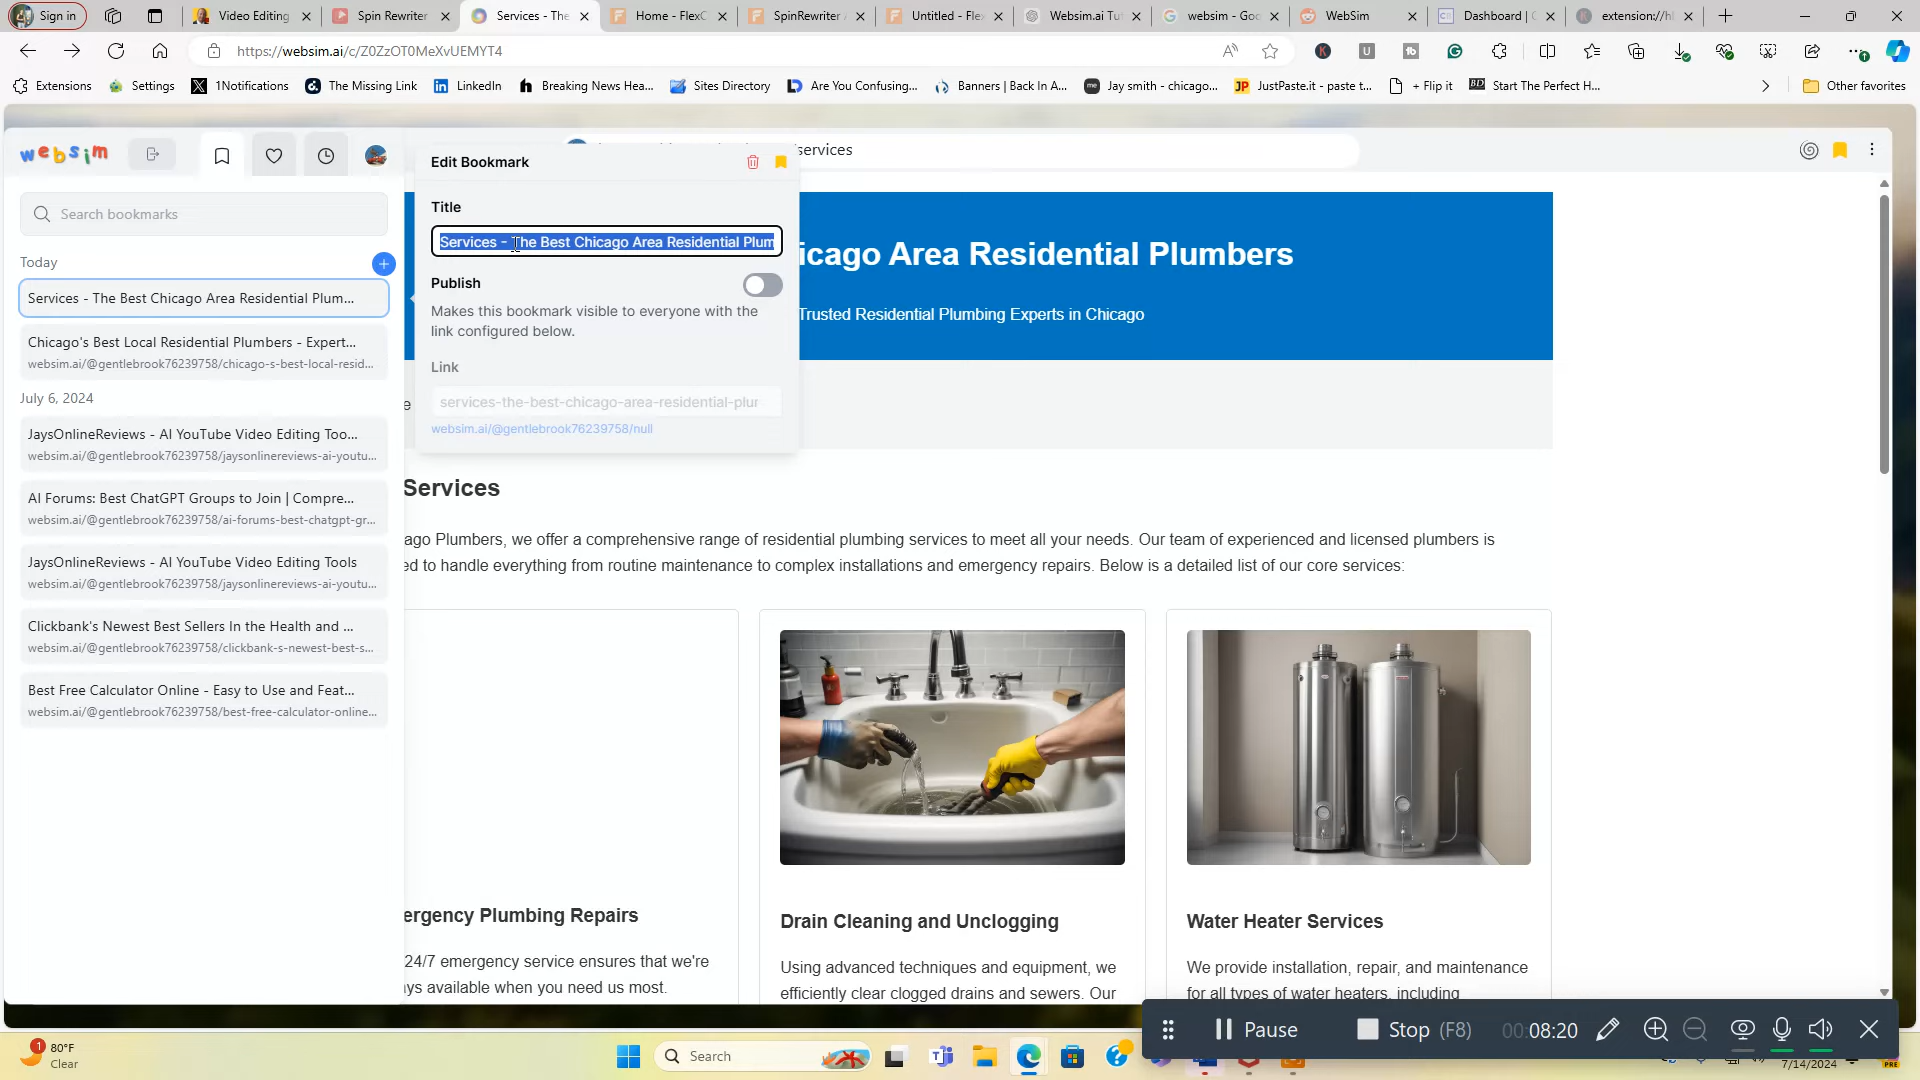 Sign in
Video Editing
Spin Rewriter
Services - The
Home - FlexC
SpinRewriter
Untitled - Flex
Websim.ai Tut
websim - Goo
WebSim
Dashboard | C
extension://hl
https://websim.ai/c/Z0ZzOT0MeXvUEMYT4
Extensions
Settings
1Notifications
The Missing Link
LinkedIn
Breaking News Hea...
Sites Directory
Are You Confusing...
Banners | Back In A...
Jay smith - chicago...
JustPaste.it - paste t...
+ Flip it
Start The Perfect H...
Other favorites
websim
services
Search bookmarks
Today
Services - The Best Chicago Area Residential Plum...
Chicago's Best Local Residential Plumbers - Expert...
websim.ai/@gentlebrook76239758/chicago-s-best-local-resid...
July 6, 2024
JaysOnlineReviews - AI YouTube Video Editing Too...
websim.ai/@gentlebrook76239758/jaysonlinereviews-ai-youtu...
AI Forums: Best ChatGPT Groups to Join | Compre...
websim.ai/@gentlebrook76239758/ai-forums-best-chatgpt-gr...
JaysOnlineReviews - AI YouTube Video Editing Tools
websim.ai/@gentlebrook76239758/jaysonlinereviews-ai-youtu...
Clickbank's Newest Best Sellers In the Health and ...
websim.ai/@gentlebrook76239758/clickbank-s-newest-best-s...
Best Free Calculator Online - Easy to Use and Feat...
websim.ai/@gentlebrook76239758/best-free-calculator-online...
Edit Bookmark
Title
Services - The Best Chicago Area Residential Plum
Publish
Makes this bookmark visible to everyone with the
link configured below.
Link
services-the-best-chicago-area-residential-plur
websim.ai/@gentlebrook76239758/null
icago Area Residential Plumbers
Trusted Residential Plumbing Experts in Chicago
e
Services
ago Plumbers, we offer a comprehensive range of residential plumbing services to meet all your needs. Our team of experienced and licensed plumbers is
ed to handle everything from routine maintenance to complex installations and emergency repairs. Below is a detailed list of our core services:
ergency Plumbing Repairs
24/7 emergency service ensures that we're
ys available when you need us most.
Drain Cleaning and Unclogging
Using advanced techniques and equipment, we
efficiently clear clogged drains and sewers. Our
Water Heater Services
We provide installation, repair, and maintenance
for all types of water heaters, including
Pause
Stop (F8)
00:08:20
1
80°F
Clear
Search
7/14/2024
PRE